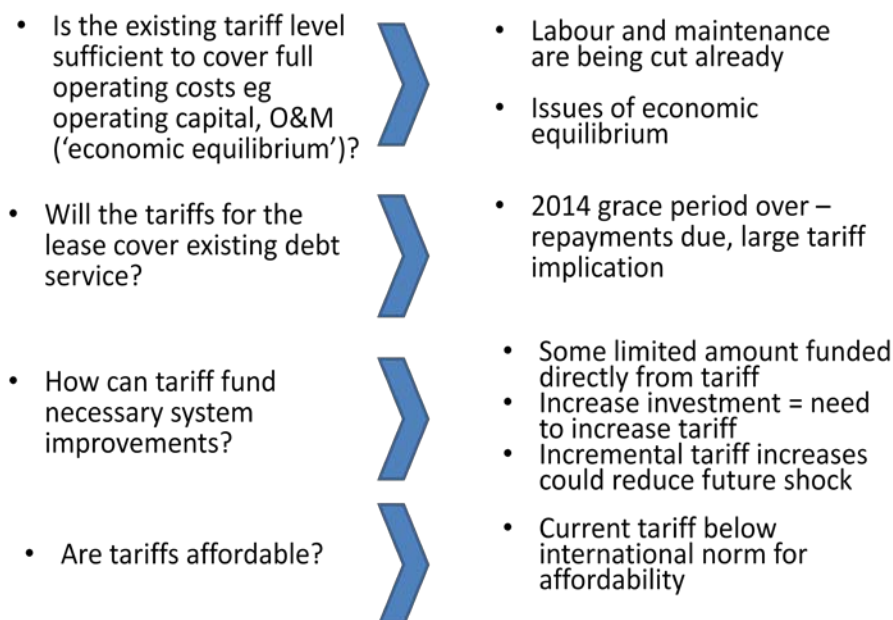 • Is the existing tariff level
sufficient to cover full
operating costs eg
operating capital, O&M
(‘economic equilibrium’)?
• Labour and maintenance
are being cut already
• Issues of economic
equilibrium
• Will the tariffs for the
lease cover existing debt
service?
• 2014 grace period over –
repayments due, large tariff
implication
• How can tariff fund
necessary system
improvements?
• Some limited amount funded
directly from tariff
• Increase investment = need
to increase tariff
• Incremental tariff increases
could reduce future shock
• Are tariffs affordable?
• Current tariff below
international norm for
affordability